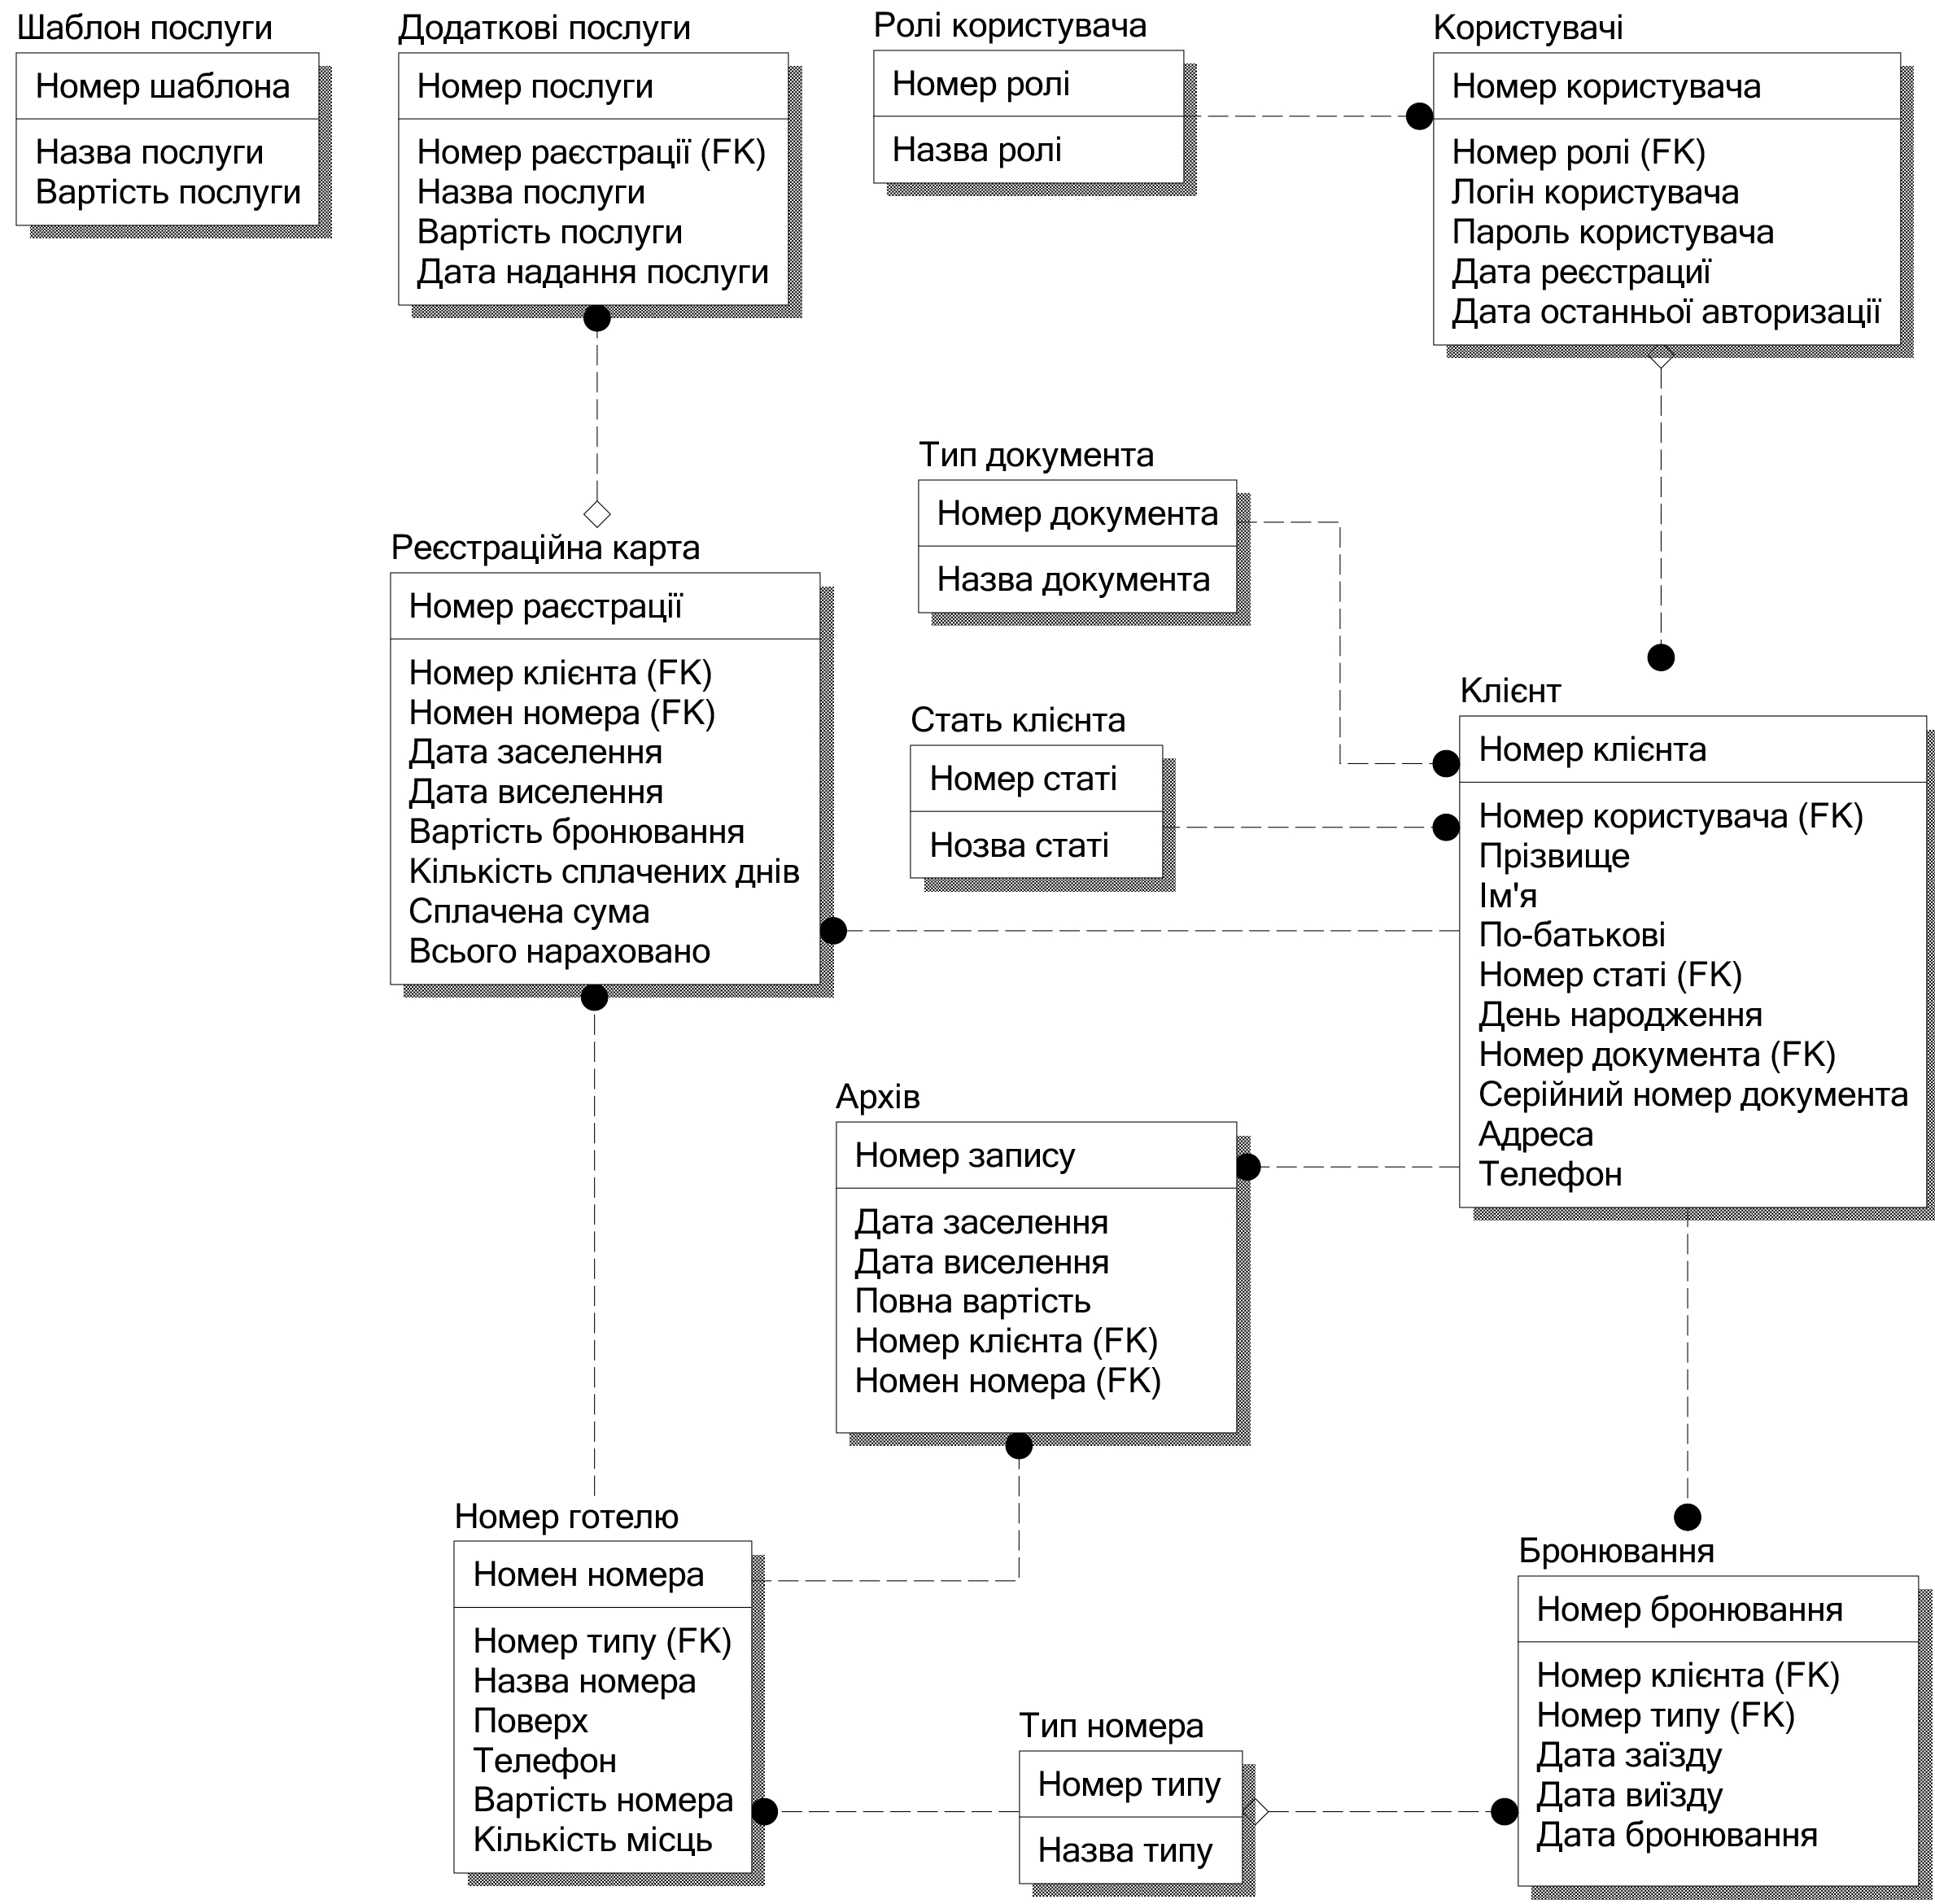 Шаблон послуги
Номер шаблона
Назва послуги
Вартість послуги
Додаткові послуги
Номер послуги
Номер раєстрації (FK)
Назва послуги
Вартість послуги
Дата надання послуги
Ролі користувача
Номер ролі
Назва ролі
Користувачі
Номер користувача
Номер ролі (FK)
Логін користувача
Пароль користувача
Дата реєстрациї
Дата останньої авторизації
Тип документа
Номер документа
Назва документа
Реєстраційна карта
Номер раєстрації
Номер клієнта (FK)
Номен номера (FK)
Дата заселення
Дата виселення
Вартість бронювання
Кількість сплачених днів
Сплачена сума
Всього нараховано
Стать клієнта
Номер статі
Нозва статі
Клієнт
Номер клієнта
Номер користувача (FK)
Прізвище
Ім'я
По-батькові
Номер статі (FK)
День народження
Номер документа (FK)
Серійний номер документа
Адреса
Телефон
Архів
Номер запису
Дата заселення
Дата виселення
Повна вартість
Номер клієнта (FK)
Номен номера (FK)
Номер готелю
Номен номера
Номер типу (FK)
Назва номера
Поверх
Телефон
Вартість номера
Кількість місць
Тип номера
Номер типу
Назва типу
Бронювання
Номер бронювання
Номер клієнта (FK)
Номер типу (FK)
Дата заїзду
Дата виїзду
Дата бронювання